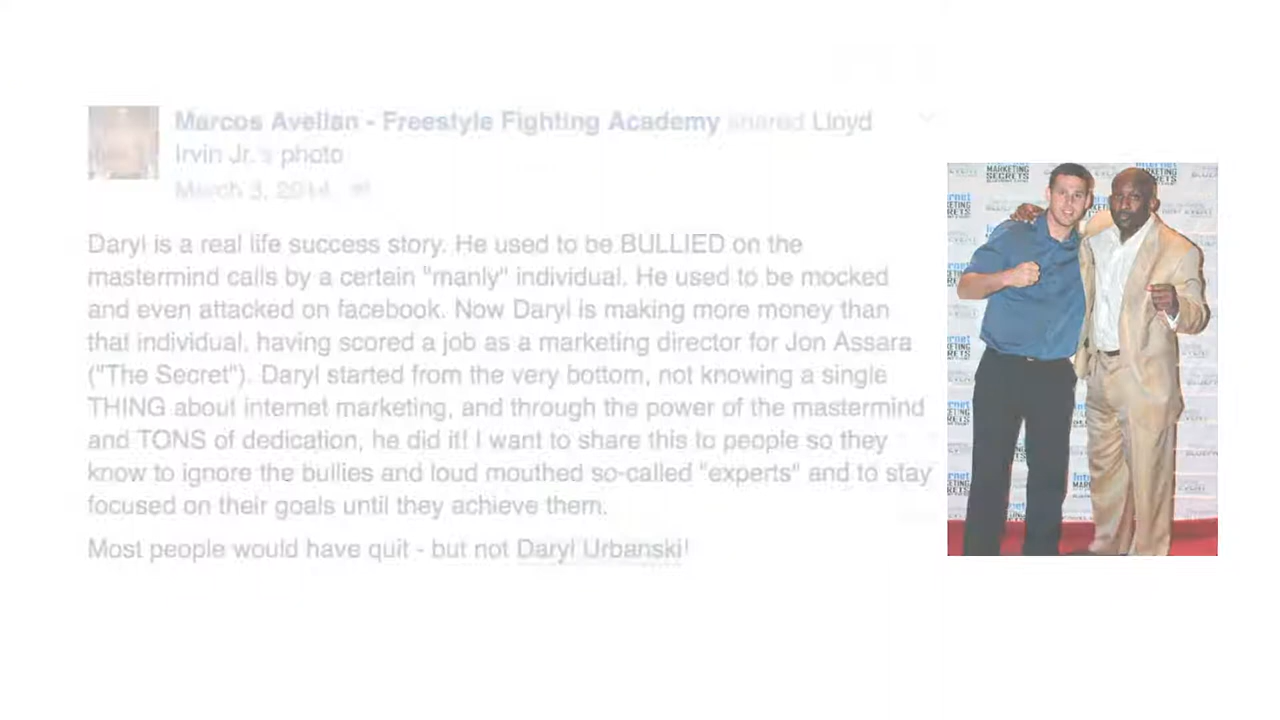 Marcos Avellan - Freestyle Fighting Academy shared Lloyd
Irvin Jr.'s photo
March 3, 2014
Daryl is a real life success story. He used to be BULLIED on the
mastermind calls by a certain "manly" individual. He used to be mocked
and even attacked on facebook. Now Daryl is making more money than
that individual, having scored a job as a marketing director for Jon Assara
("The Secret"). Daryl started from the very bottom, not knowing a single
THING about internet marketing, and through the power of the mastermind
and TONS of dedication, he did it! I want to share this to people so they
know to ignore the bullies and loud mouthed so-called "experts" and to stay
focused on their goals until they achieve them.
Most people would have quit - but not Daryl Urbanski!
Internet
MARKETING
SECRETS